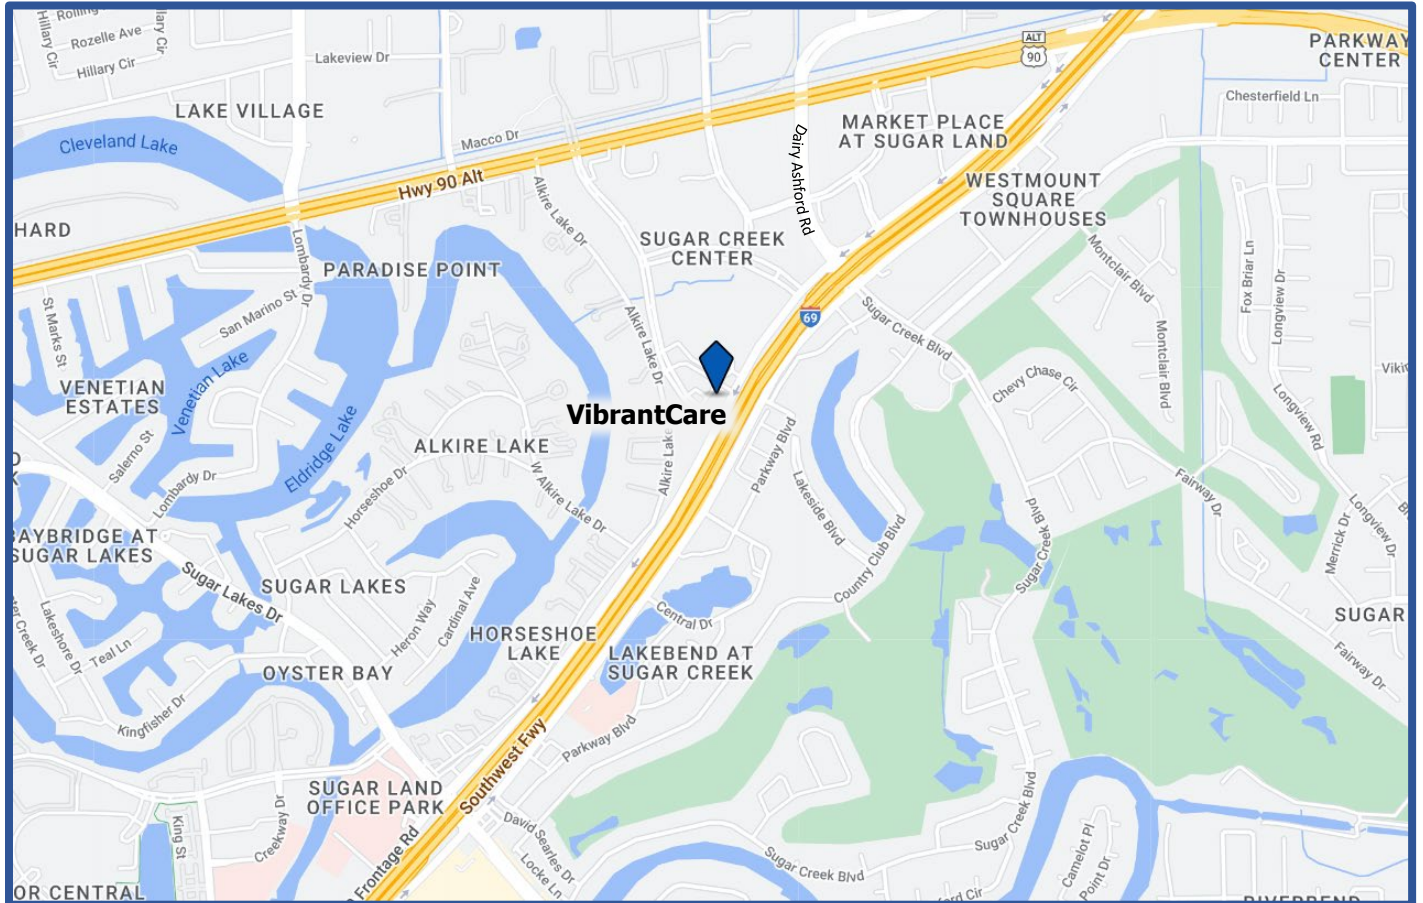 Hillary Cir
Rolling
Rozelle Ave
Hillary Cir
llary Cir
Lakeview Dr
ALT
90
PARKWAY
CENTER
Chesterfield Ln
LAKE VILLAGE
Cleveland Lake
Macco Dr
Hwy 90 Alt
Dairy Ashford Rd
MARKET PLACE
AT SUGAR LAND
WESTMOUNT
SQUARE
TOWNHOUSES
HARD
Lombardy Dr
PARADISE POINT
Alkire Lake Dr
SUGAR CREEK
CENTER
Montclair Blvd
Fox Briar Ln
Longview Dr
St Marks St
San Marino St
Alkire Lake Dr
69
Sugar Creek Blvd
Montclair Blvd
VENETIAN
ESTATES
Venetian Lake
Chevy Chase Cir
Viki
VibrantCare
Eldridge Lake
Salerno St
Lombardy Dr
ALKIRE LAKE
Horseshoe Dr
W Alkire Lake Dr
Alkire Lake
Parkway Blvd
Lakeside Blvd
Longview Rd
Fairway Dr
Longview Dr
Merrick Dr
BAYBRIDGE AT
SUGAR LAKES
Sugar Lakes Dr
SUGAR LAKES
Country Club Blvd
Sugar Creek Blvd
Lakeshore Dr
ter Creek Dr
Teal Ln
Heron Way
Cardinal Ave
HORSESHOE
LAKE
Central Dr
SUGAR
Fairway Dr
OYSTER BAY
LAKEBEND AT
SUGAR CREEK
Kingfisher Dr
Southwest Fwy
Parkway Blvd
SUGAR LAND
OFFICE PARK
King St
Creekway Dr
Frontage Rd
David Searles Dr
Locke Ln
Sugar Creek Blvd
Sugar Creek Blvd
Camelot Pl
Point Dr
ford Cir
OR CENTRAL
RIVERBEND